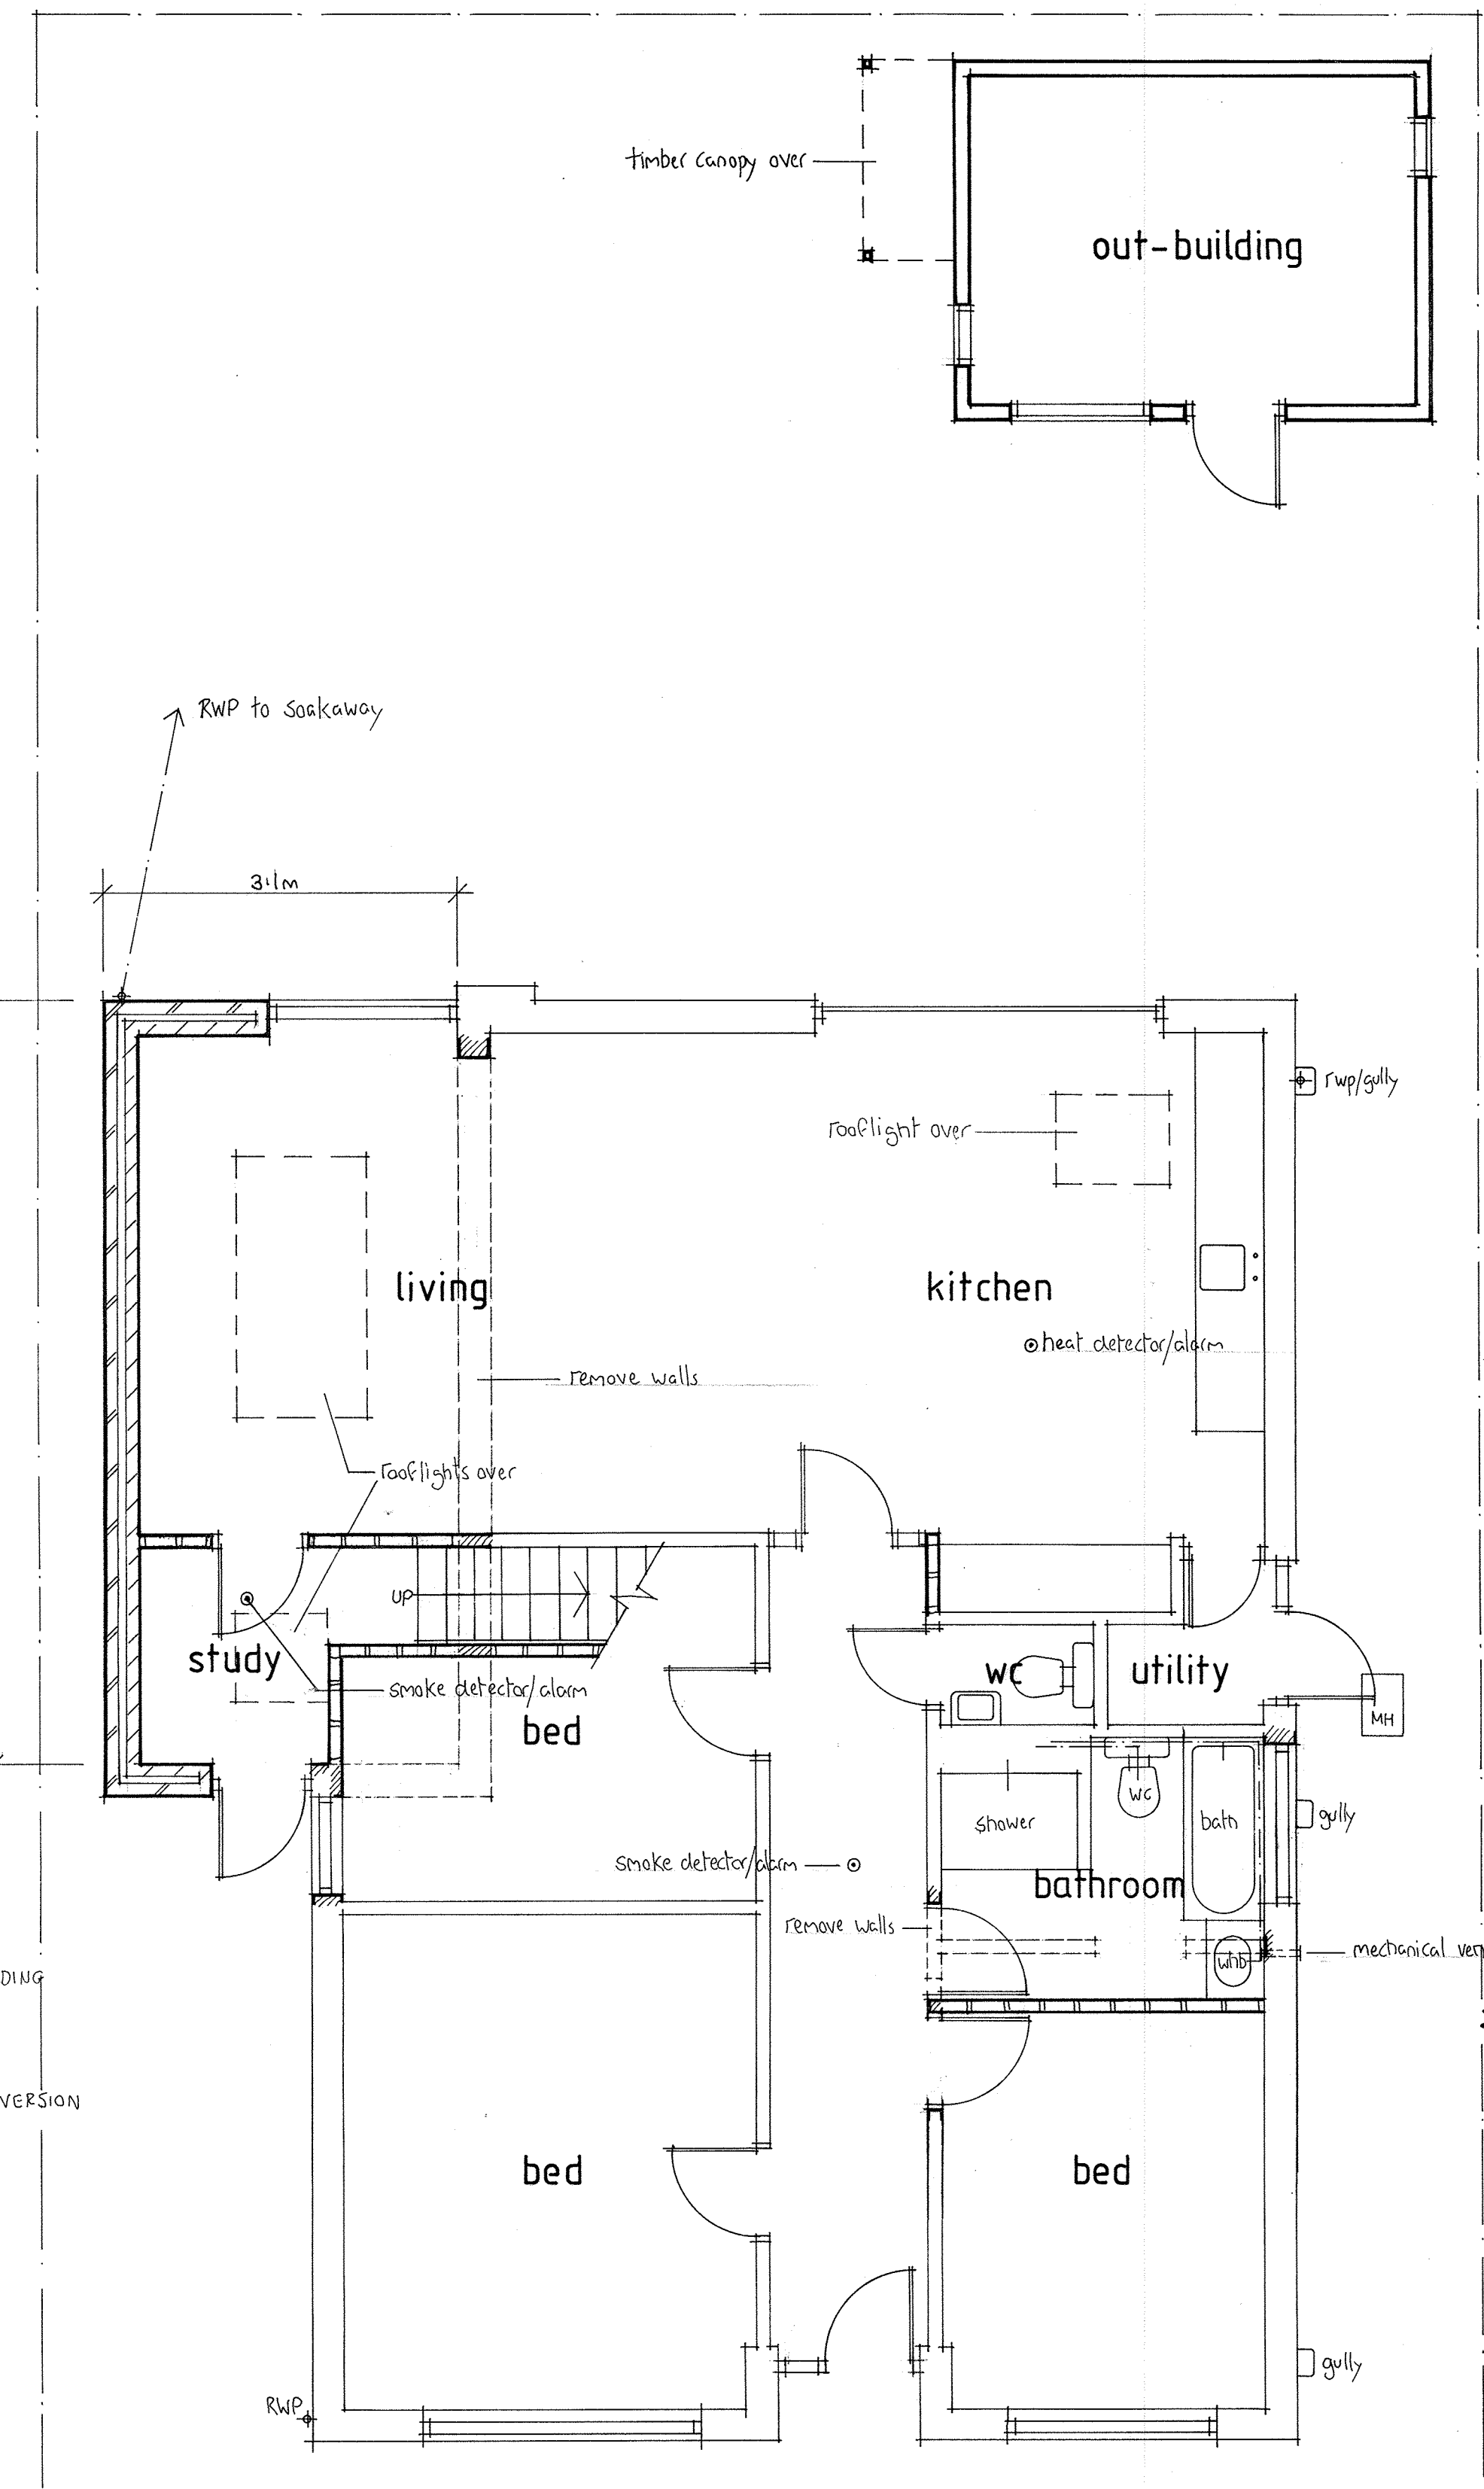 timber canopy over
out-building
RWP to soakaway
3·1m
rwp/gully
rooflight over
living
kitchen
heat detector/alarm
remove walls
rooflights over
UP
study
wc
utility
smoke detector/alarm
bed
MH
WC
shower
bath
gully
smoke detector/alarm
bathroom
remove walls
mechanical
whb
DING
VERSION
bed
bed
gully
RWP